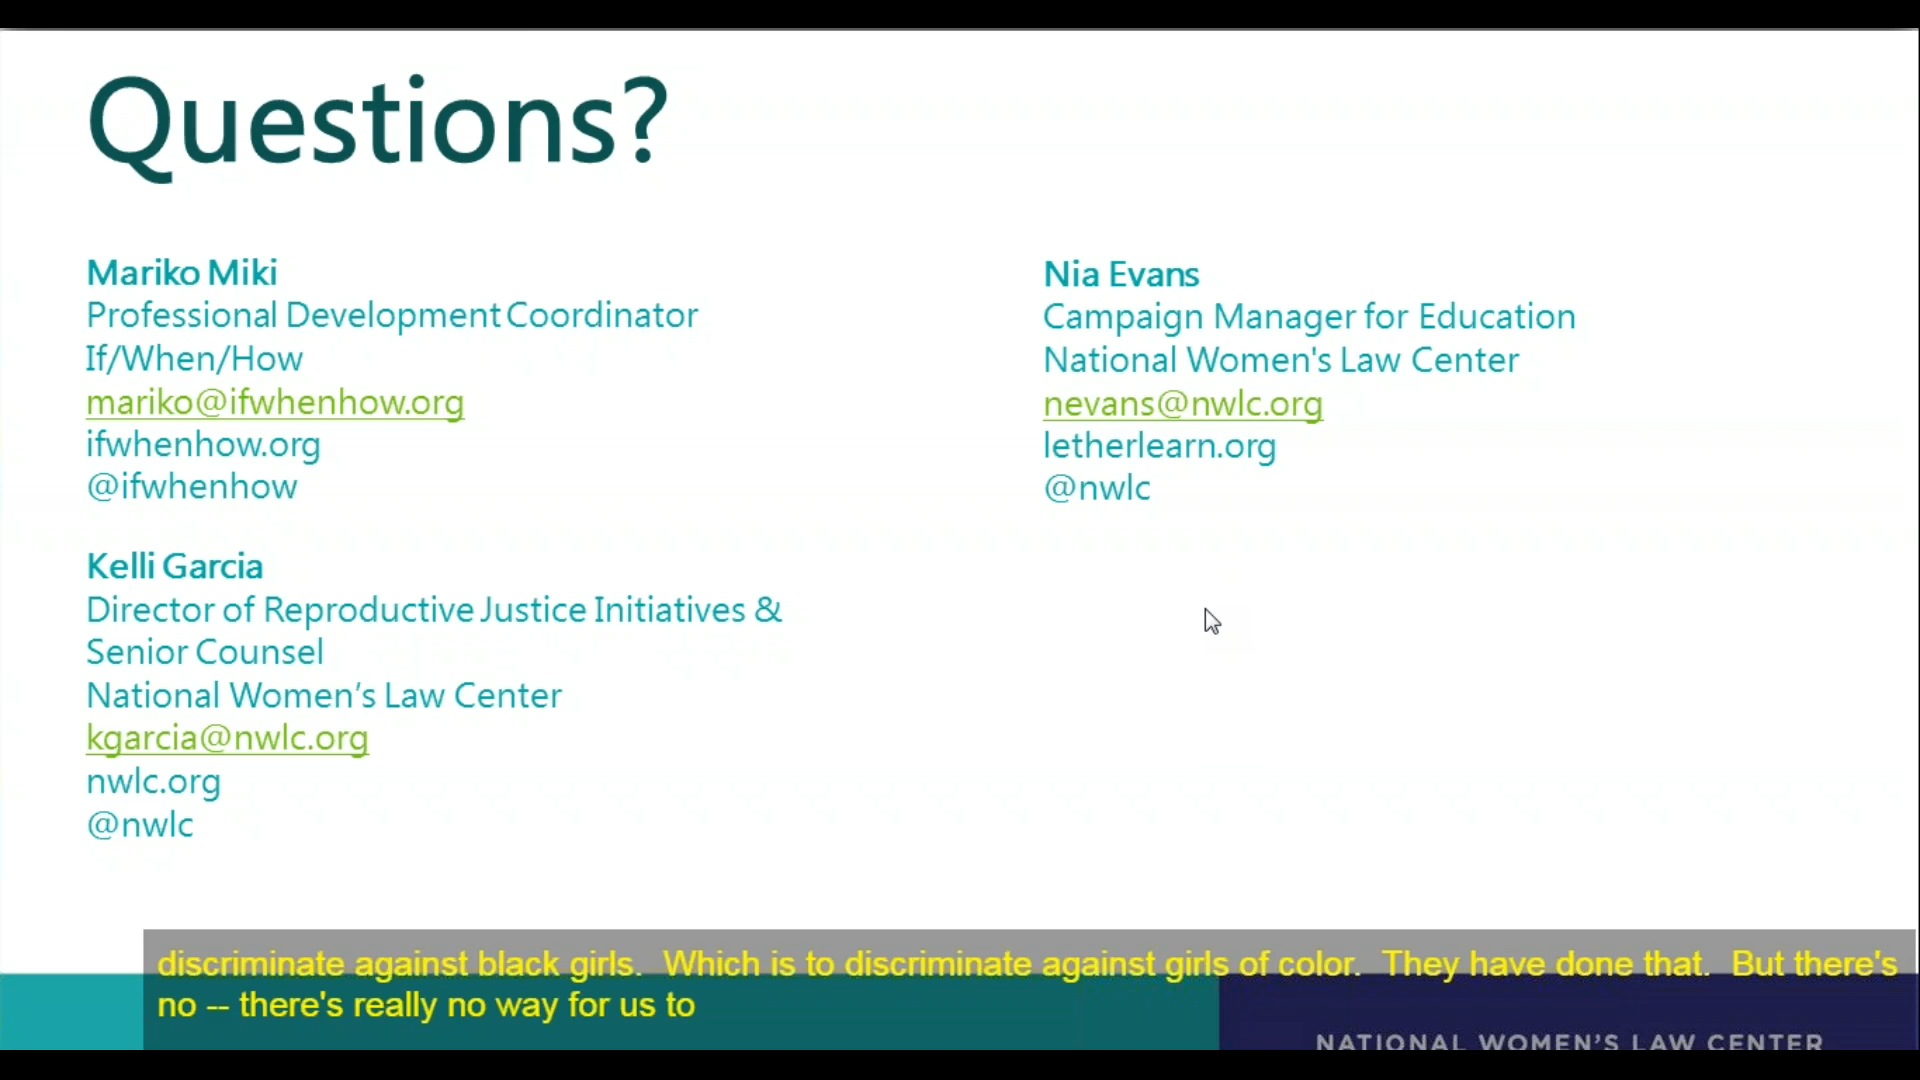 Questions?
Mariko Miki
Professional Development Coordinator
If/When/How
mariko@ifwhenhow.org
ifwhenhow.org
@ifwhenhow
Kelli Garcia
Director of Reproductive Justice Initiatives &
Senior Counsel
National Women’s Law Center
kgarcia@nwlc.org
nwlc.org
@nwlc
Nia Evans
Campaign Manager for Education
National Women's Law Center
nevans@nwlc.org
letherlearn.org
@nwlc
discriminate against black girls.  Which is to discriminate against girls of color.  They have done that.  But there's
no -- there's really no way for us to
NATIONAL WOMEN’S LAW CENTER